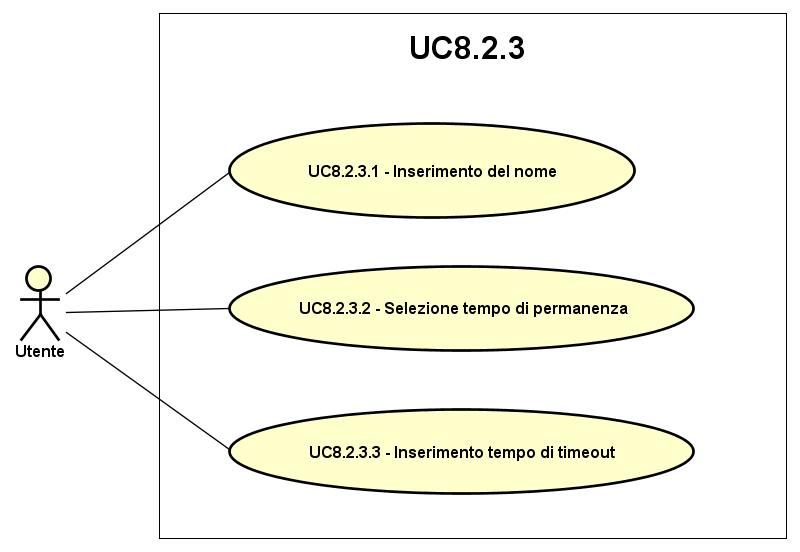 UC8.2.3
UC8.2.3.1 - Inserimento del nome
UC8.2.3.2 - Selezione tempo di permanenza
Utente
UC8.2.3.3 - Inserimento tempo di timeout